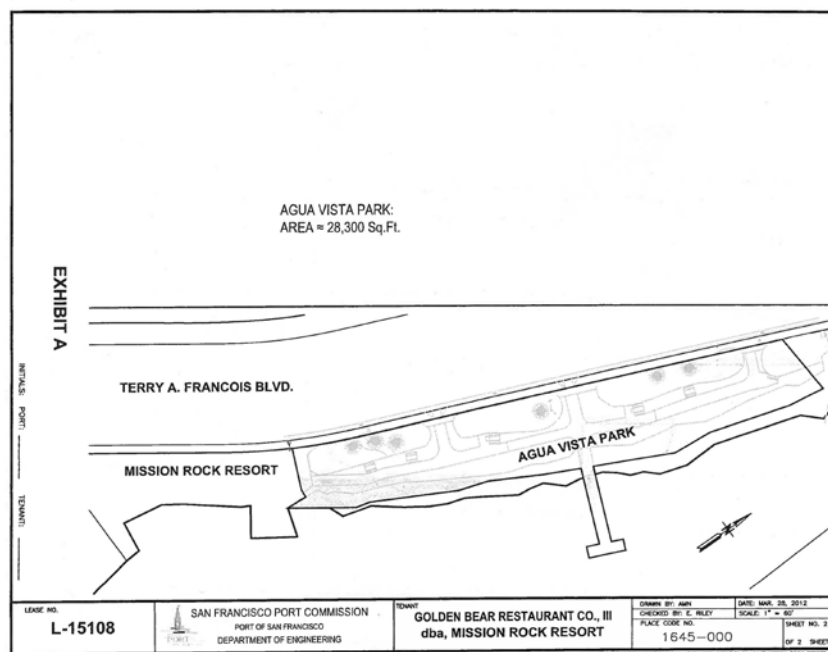 AGUA VISTA PARK:
AREA ≈ 28,300 Sq.Ft.
EXHIBIT A
INITIALS: PORT:
TENANT:
TERRY A. FRANCOIS BLVD.
MISSION ROCK RESORT
AGUA VISTA PARK
LEASE NO.
L-15108
PORT
SAN FRANCISCO PORT COMMISSION
PORT OF SAN FRANCISCO
DEPARTMENT OF ENGINEERING
TENANT
GOLDEN BEAR RESTAURANT CO., III
dba, MISSION ROCK RESORT
DRAWN BY: AMN
CHECKED BY: E. RILEY
PLACE CODE NO.
1645-000
DATE: MAR. 28, 2012
SCALE: 1" = 60'
SHEET NO. 2
OF 2 SHEET